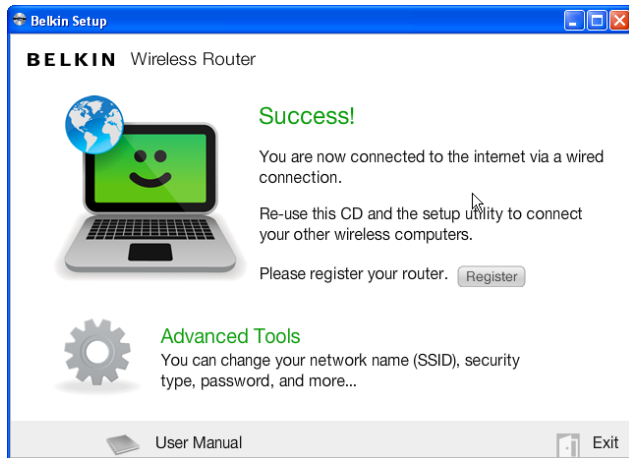 Belkin Setup
BELKIN Wireless Router
Success!
You are now connected to the internet via a wired
connection.
Re-use this CD and the setup utility to connect
your other wireless computers.
Please register your router. Register
Advanced Tools
You can change your network name (SSID), security
type, password, and more...
User Manual Exit